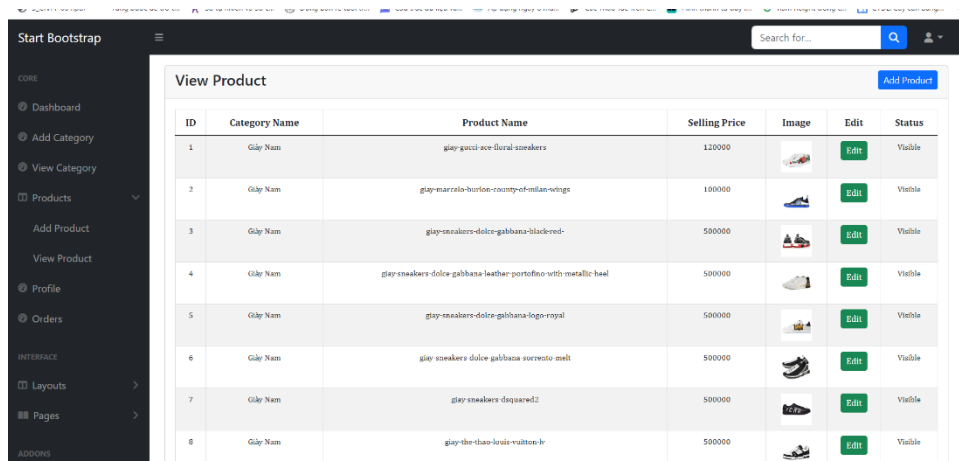 Start Bootstrap
Search for...
CORE
Dashboard
Add Category
View Category
Products
Add Product
View Product
Profile
Orders
INTERFACE
Layouts
Pages
ADDONS
View Product
Add Product
ID Category Name Product Name Selling Price Image Edit Status
1 Giày Nam giay-gucci-ace-floral-sneakers 120000 Edit Visible
2 Giày Nam giay-marcelo-burlon-county-of-milan-wings 100000 Edit Visible
3 Giày Nam giay-sneakers-dolce-gabbana-black-red- 500000 Edit Visible
4 Giày Nam giay-sneakers-dolce-gabbana-leather-portofino-with-metallic-heel 500000 Edit Visible
5 Giày Nam giay-sneakers-dolce-gabbana-logo-royal 500000 Edit Visible
6 Giày Nam giay-sneakers-dolce-gabbana-sorrento-melt 500000 Edit Visible
7 Giày Nam giay-sneakers-dsquared2 500000 Edit Visible
8 Giày Nam giay-the-thao-louis-vuitton-lv 500000 Edit Visible